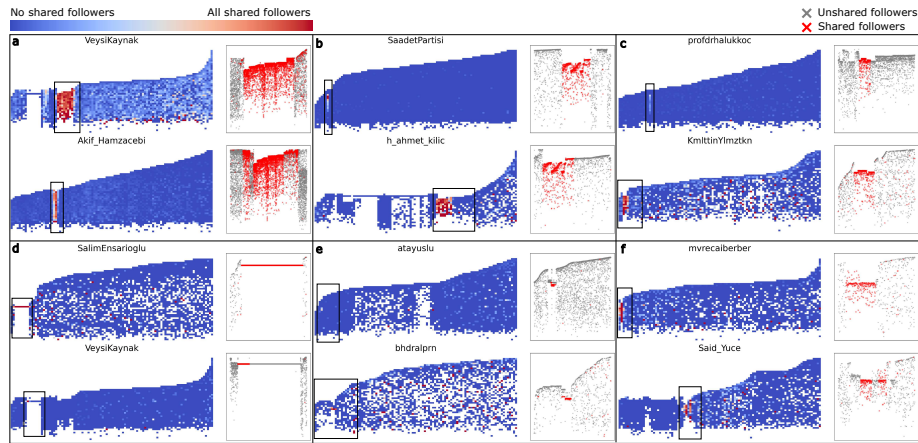 No shared followers
All shared followers
Unshared followers
Shared followers
a
VeysiKaynak
Akif_Hamzacebi
b
SaadetPartisi
h_ahmet_kilic
c
profdrhalukkoc
KmlttinYlmztkn
d
SalimEnsarioglu
VeysiKaynak
e
atayuslu
bhdralprn
f
mvrecaiberber
Said_Yuce